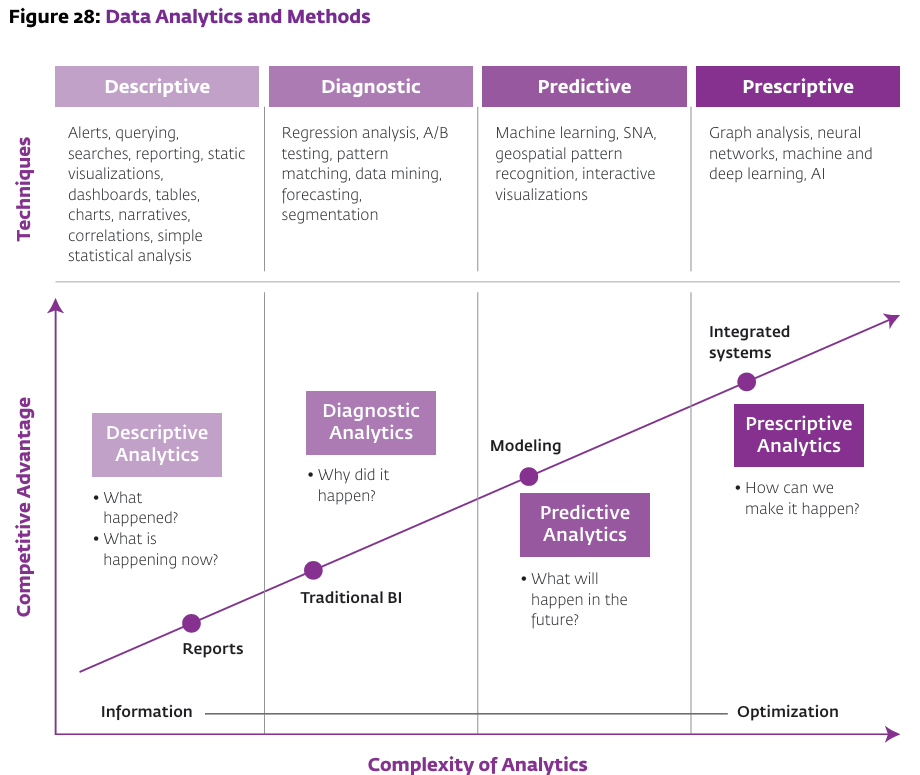 Figure 28: Data Analytics and Methods
Descriptive
Diagnostic
Predictive
Prescriptive
Techniques
Alerts, querying,
searches, reporting, static
visualizations,
dashboards, tables,
charts, narratives,
correlations, simple
statistical analysis
Regression analysis, A/B
testing, pattern
matching, data mining,
forecasting,
segmentation
Machine learning, SNA,
geospatial pattern
recognition, interactive
visualizations
Graph analysis, neural
networks, machine and
deep learning, AI
Competitive Advantage
Descriptive
Analytics
• What
happened?
• What is
happening now?
Reports
Diagnostic
Analytics
• Why did it
happen?
Traditional BI
Modeling
Predictive
Analytics
• What will
happen in the
future?
Integrated
systems
Prescriptive
Analytics
• How can we
make it happen?
Information
Optimization
Complexity of Analytics